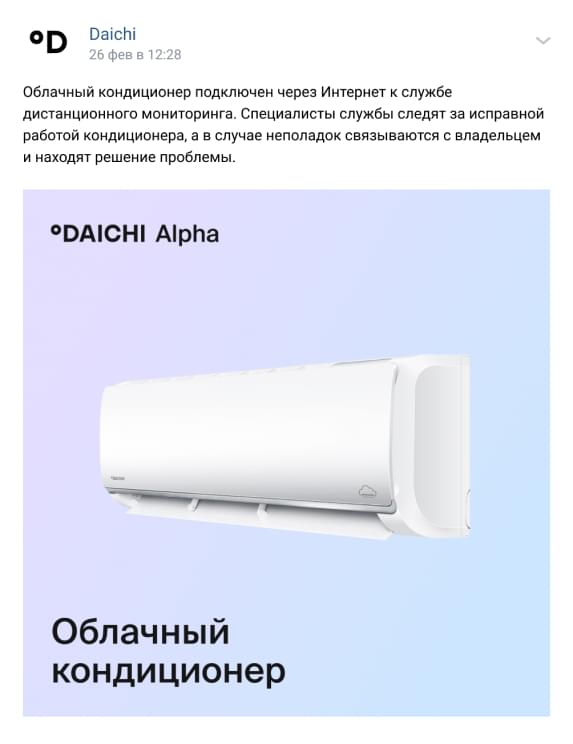 °D
Daichi
26 фев в 12:28
Облачный кондиционер подключен через Интернет к службе
дистанционного мониторинга. Специалисты службы следят за исправной
работой кондиционера, а в случае неполадок связываются с владельцем
и находят решение проблемы.
°DAICHI Alpha
°DAICHI
Облачный
кондиционер